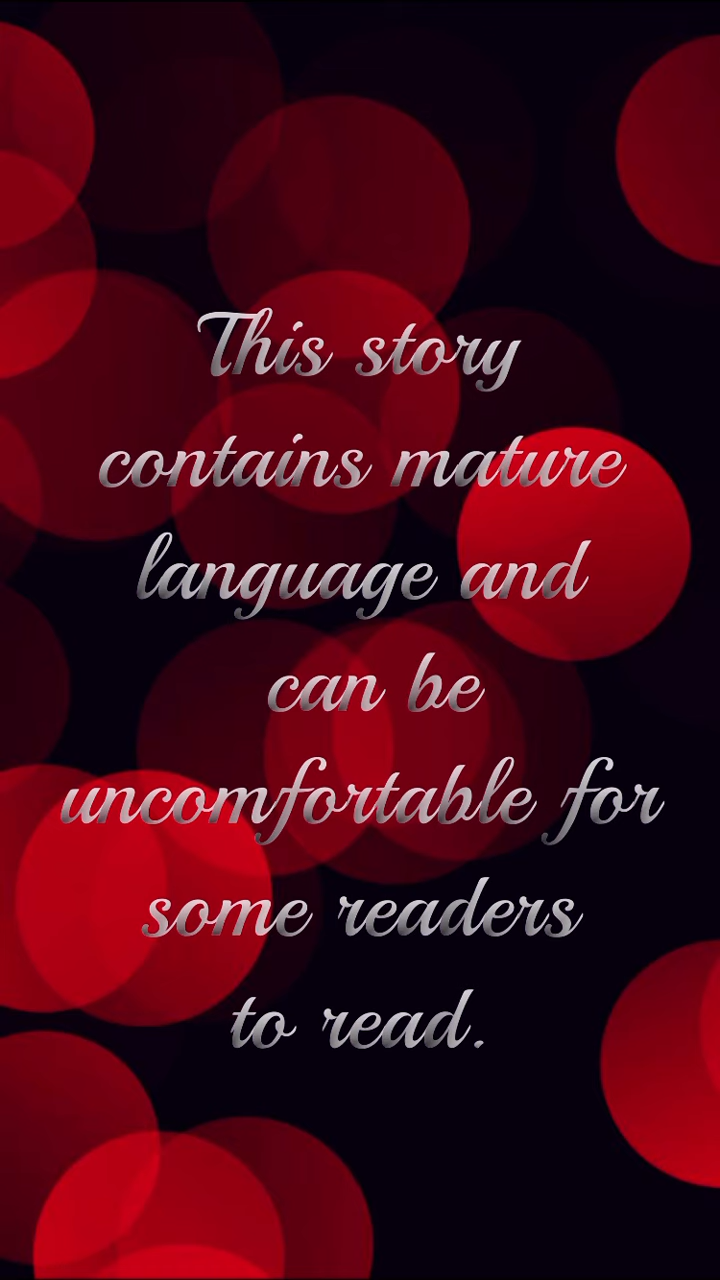 This story
contains mature
language and
can be
uncomfortable for
some readers
to read.